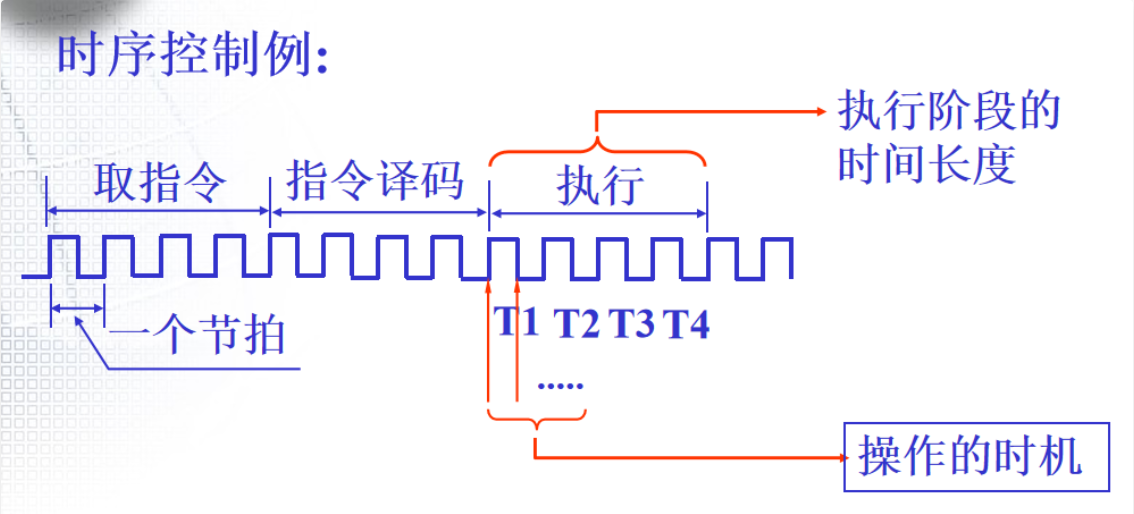 时序控制例:
执行阶段的
时间长度
取指令
指令译码
执行
T1 T2 T3 T4
一个节拍
.....
操作的时机